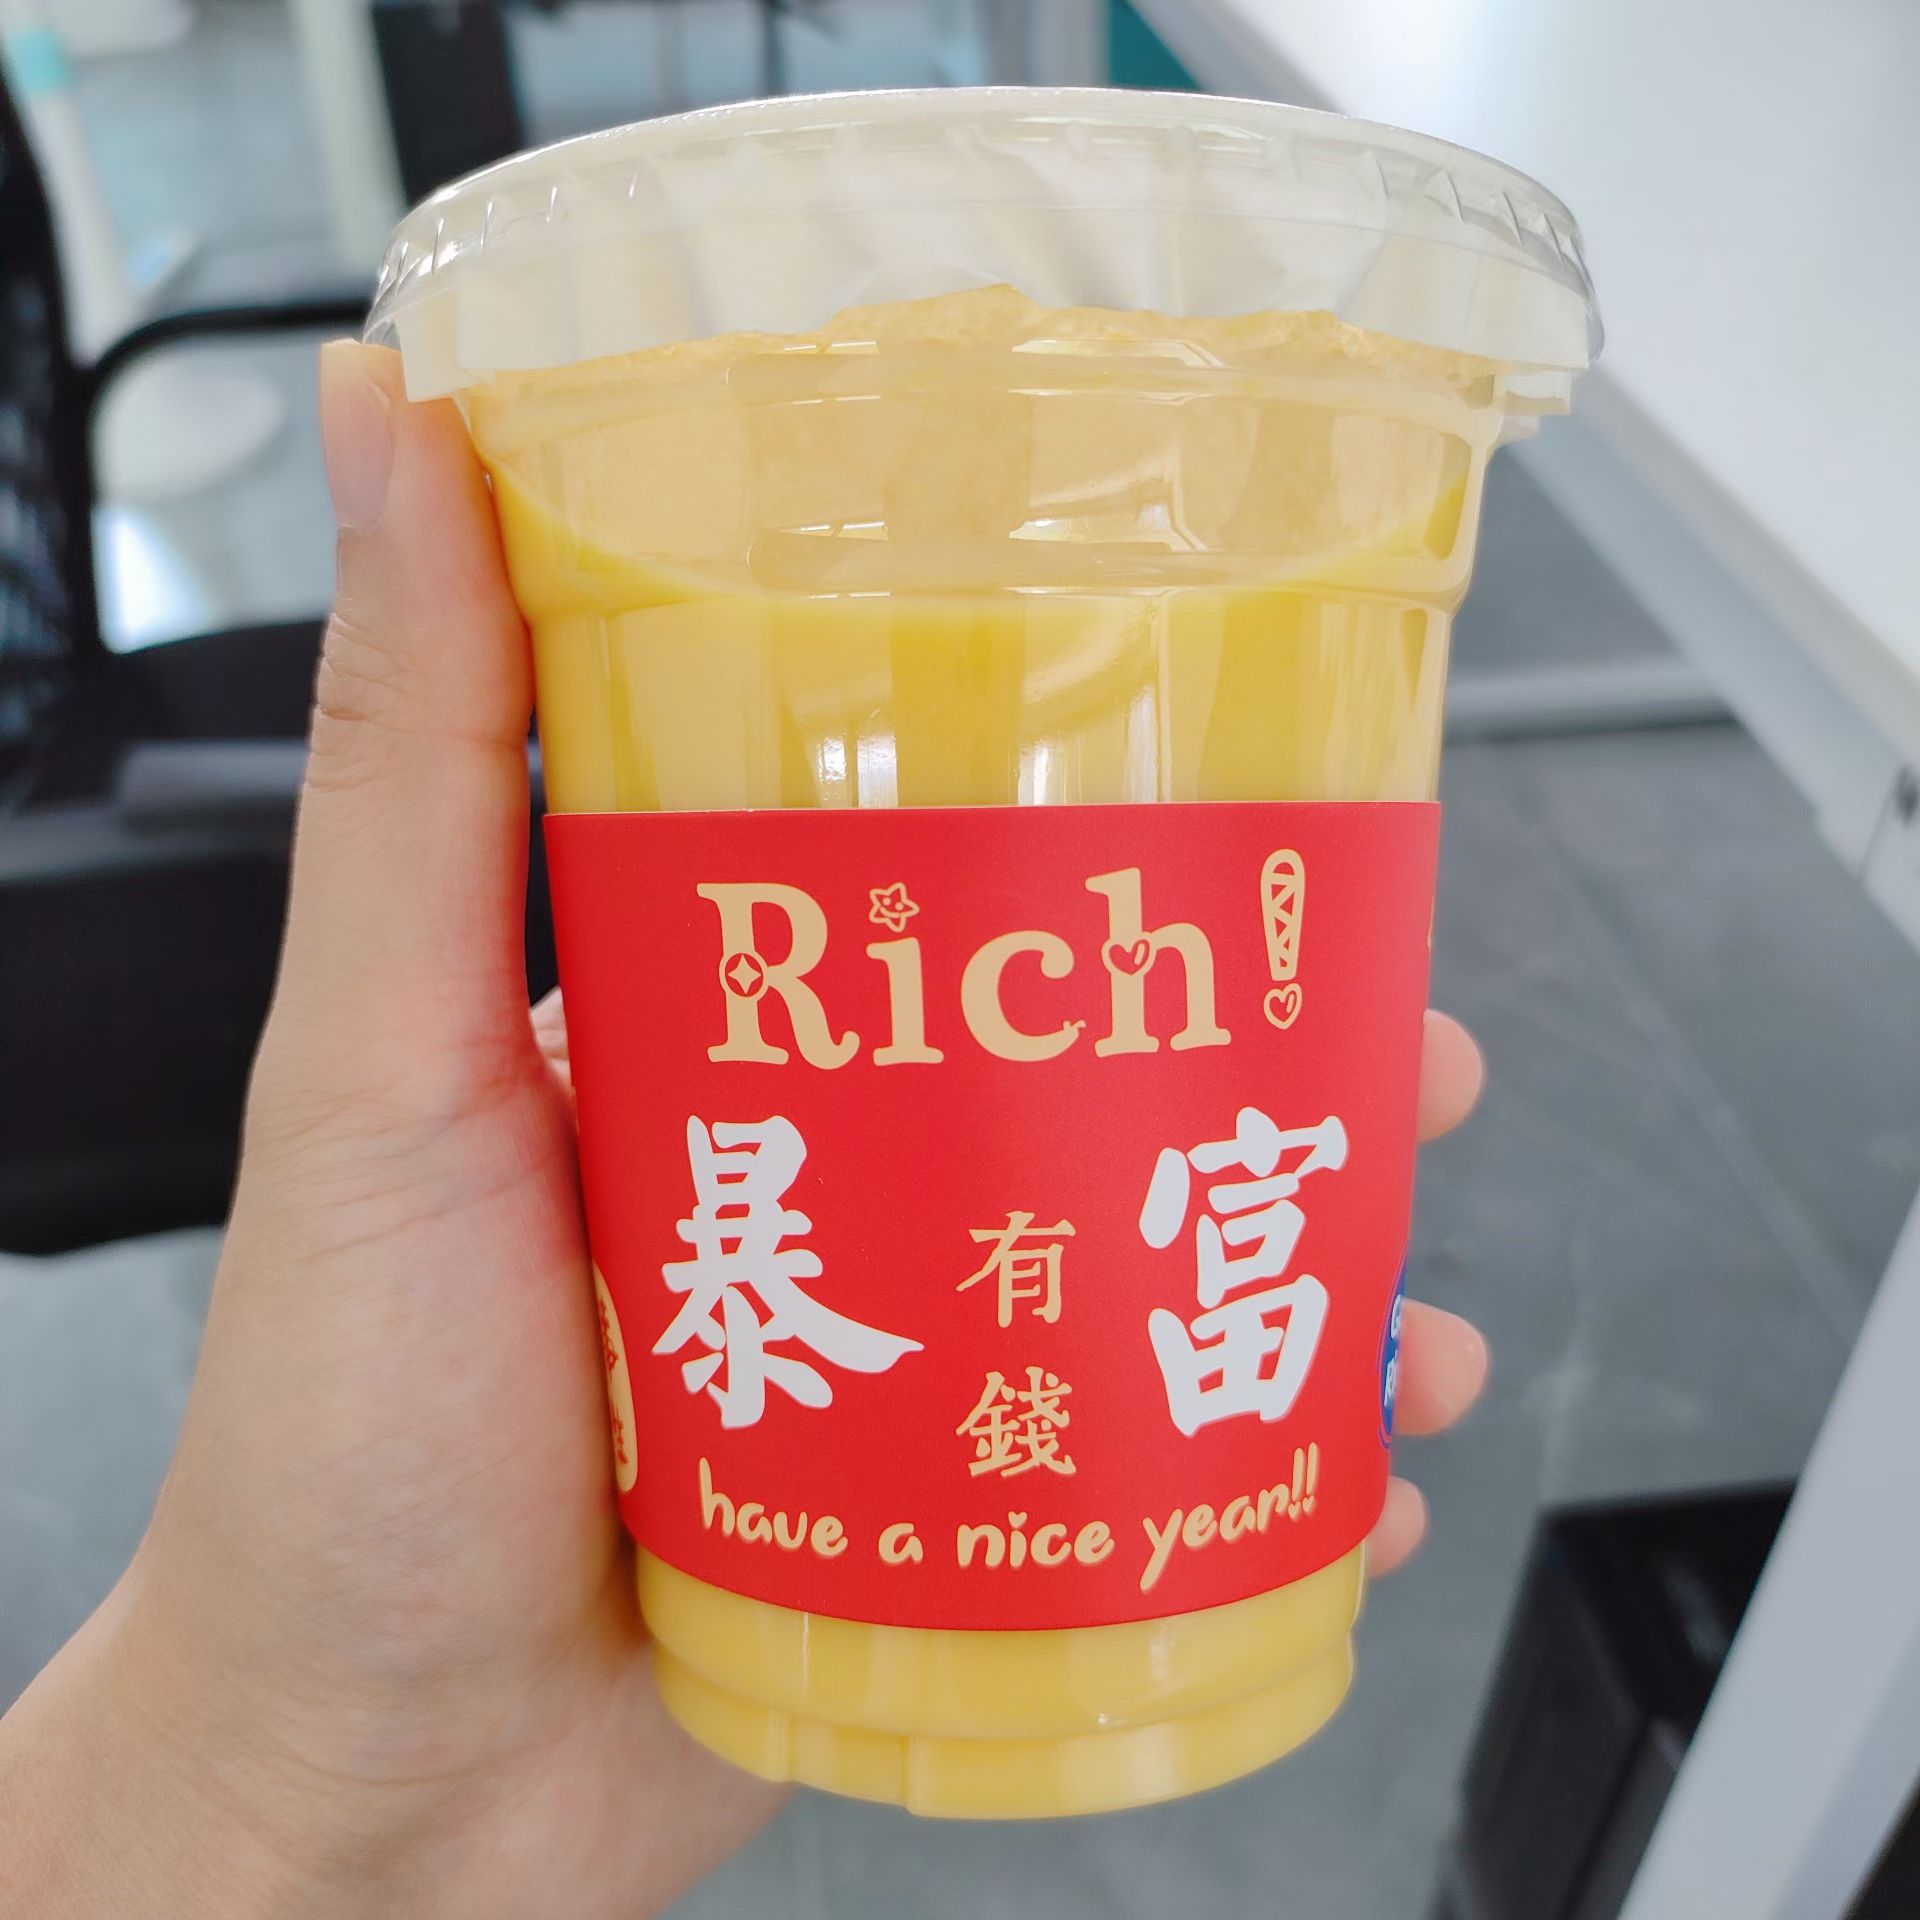 Rich!
暴富
有錢
have a nice year!!